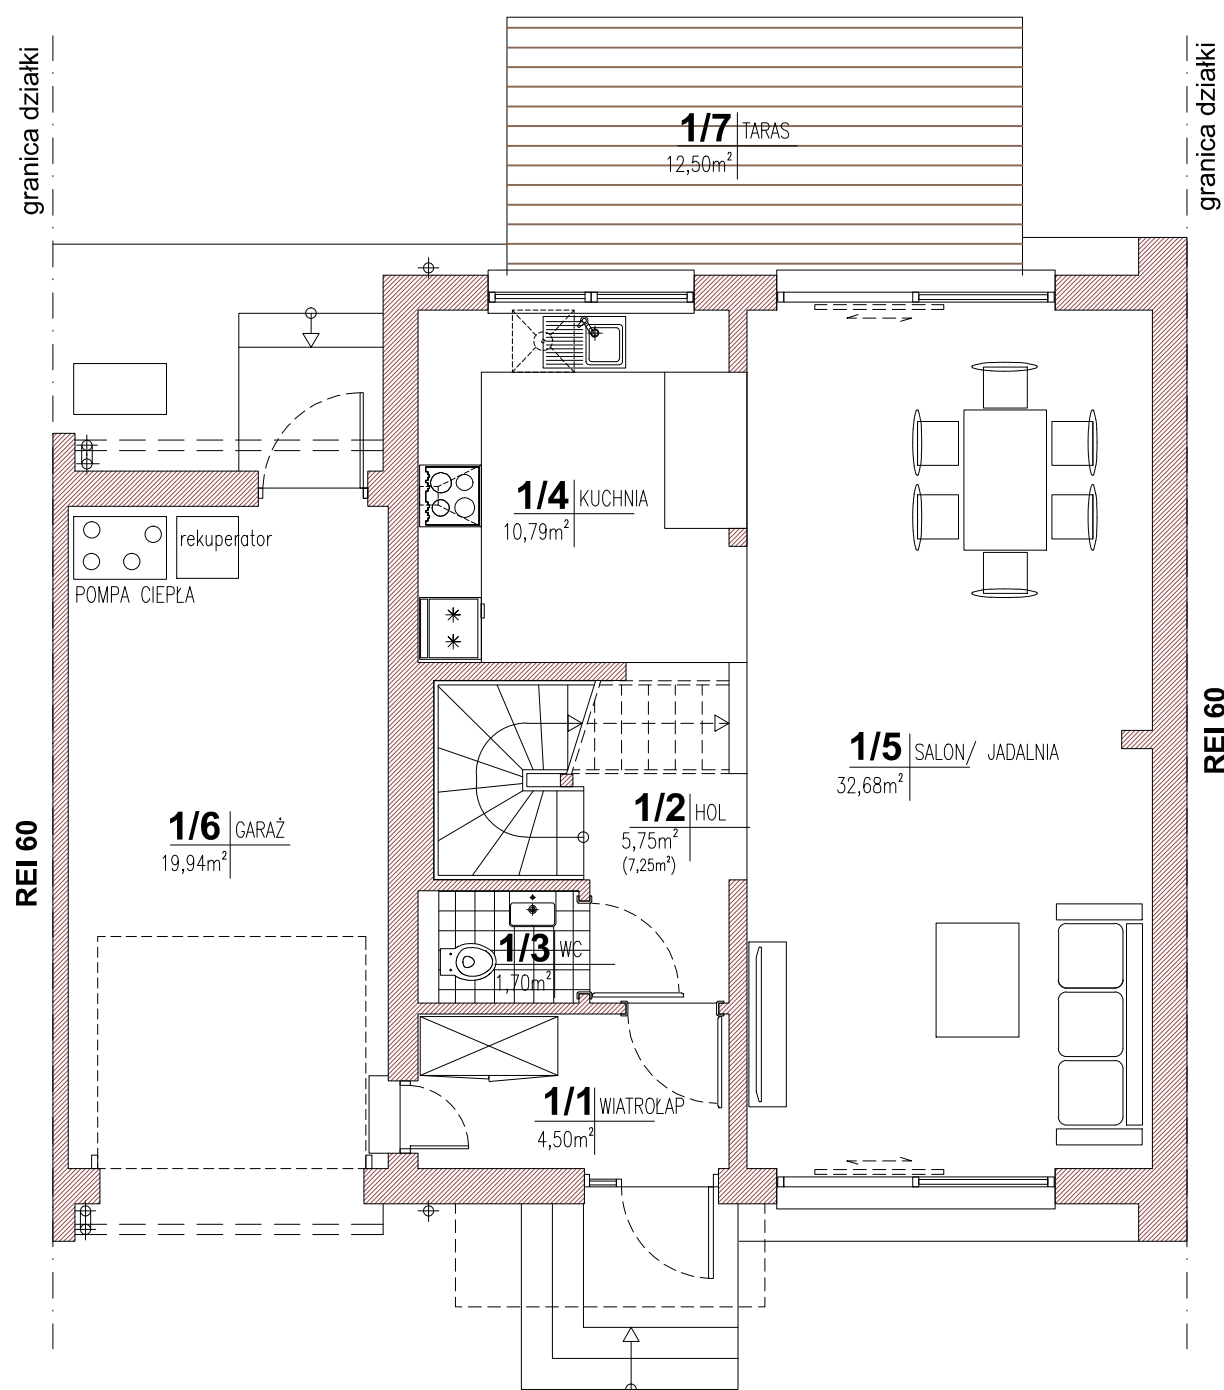 granica działki
granica działki
1/7 TARAS
12,50m²
1/4 KUCHNIA
10,79m²
rekuperator
POMPA CIEPŁA
REI 60
1/5 SALON/ JADALNIA
32,68m²
1/2 HOL
5,75m²
(7,25m²)
1/6 GARAŻ
19,94m²
REI 60
1/3 WC
1,70m²
1/1 WIATROŁAP
4,50m²